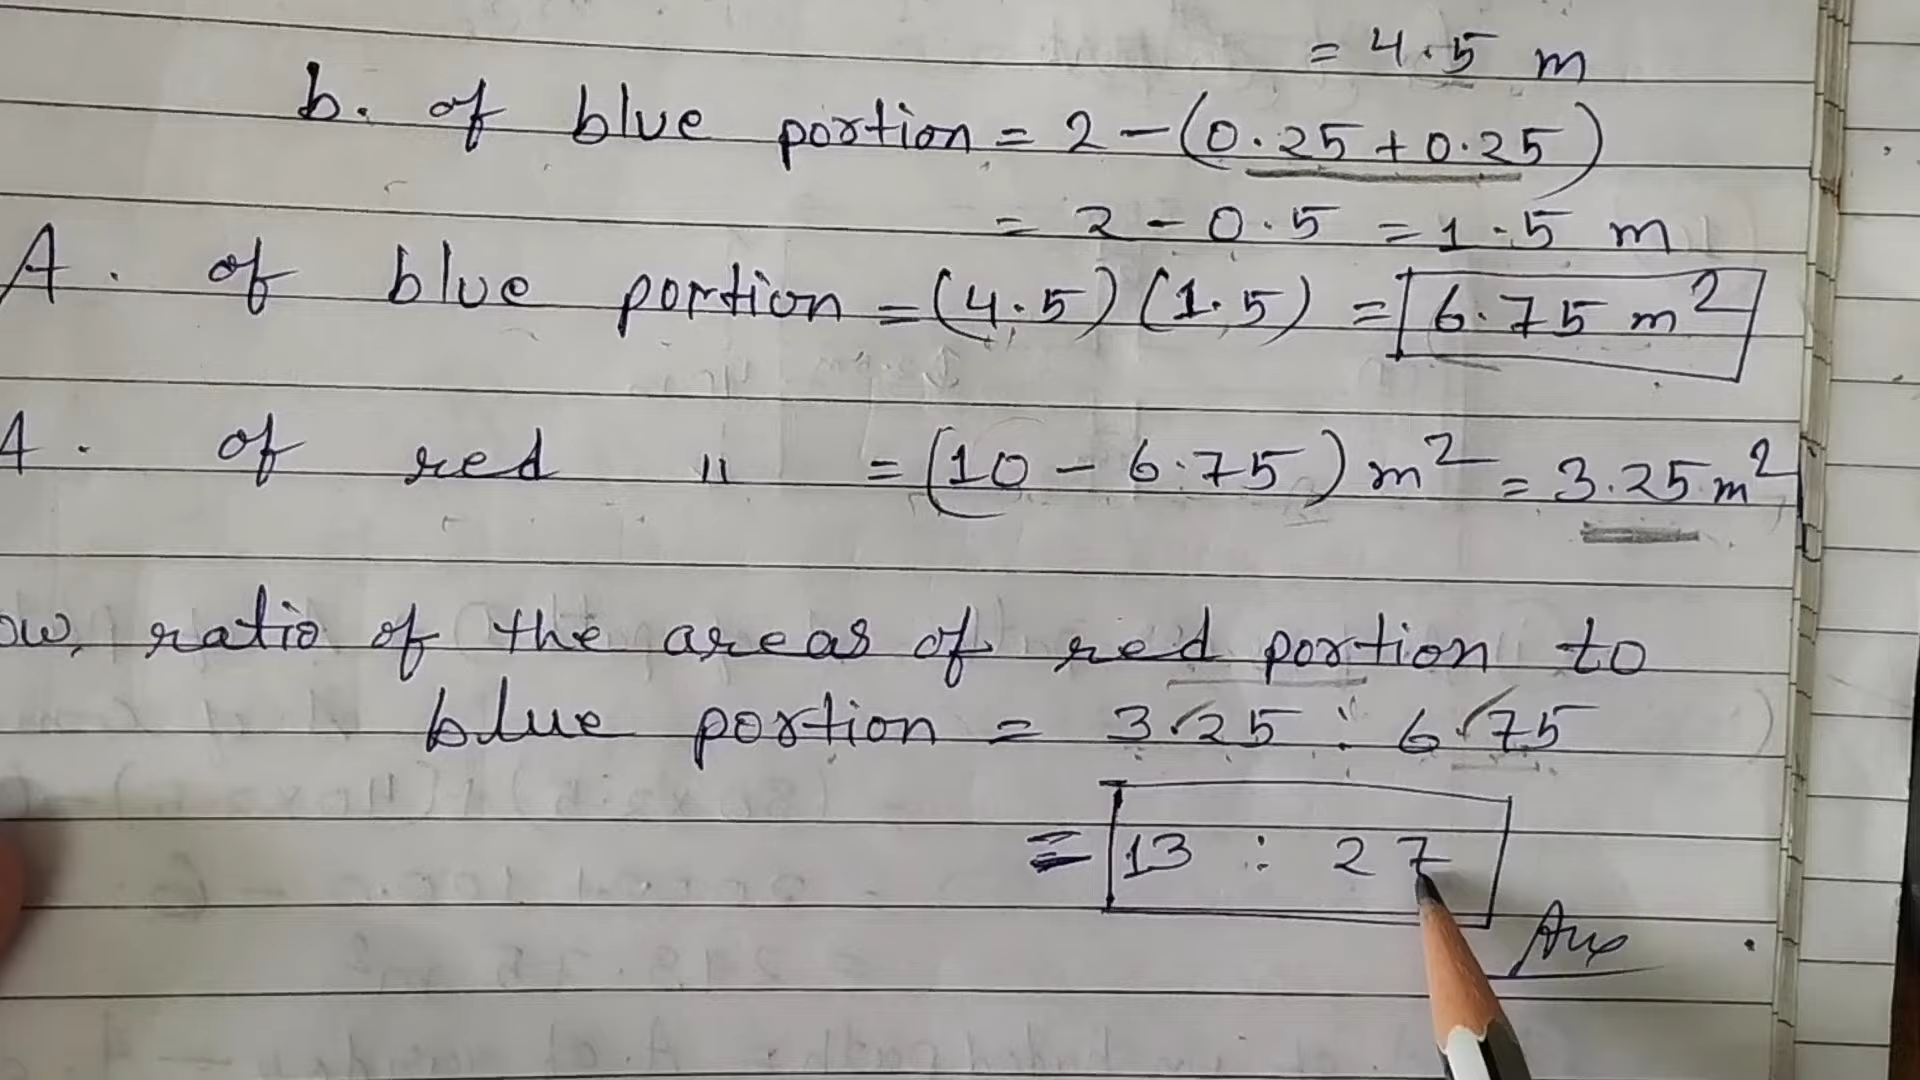 = 4.5 m
b. of blue portion = 2 - (0.25 + 0.25)
= 2 - 0.5 = 1.5 m
A. of blue portion = (4.5) (1.5) = 6.75 m²
A. of red " = (10 - 6.75) m² = 3.25 m²
ow, ratio of the areas of red portion to
blue portion = 3.25 : 6.75
= 13 : 27
Ans